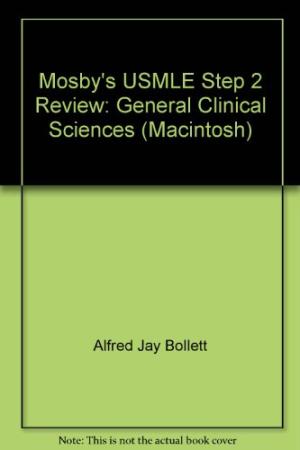 Mosby's USMLE Step 2
Review: General Clinical
Sciences (Macintosh)
Alfred Jay Bollett
Note: This is not the actual book cover